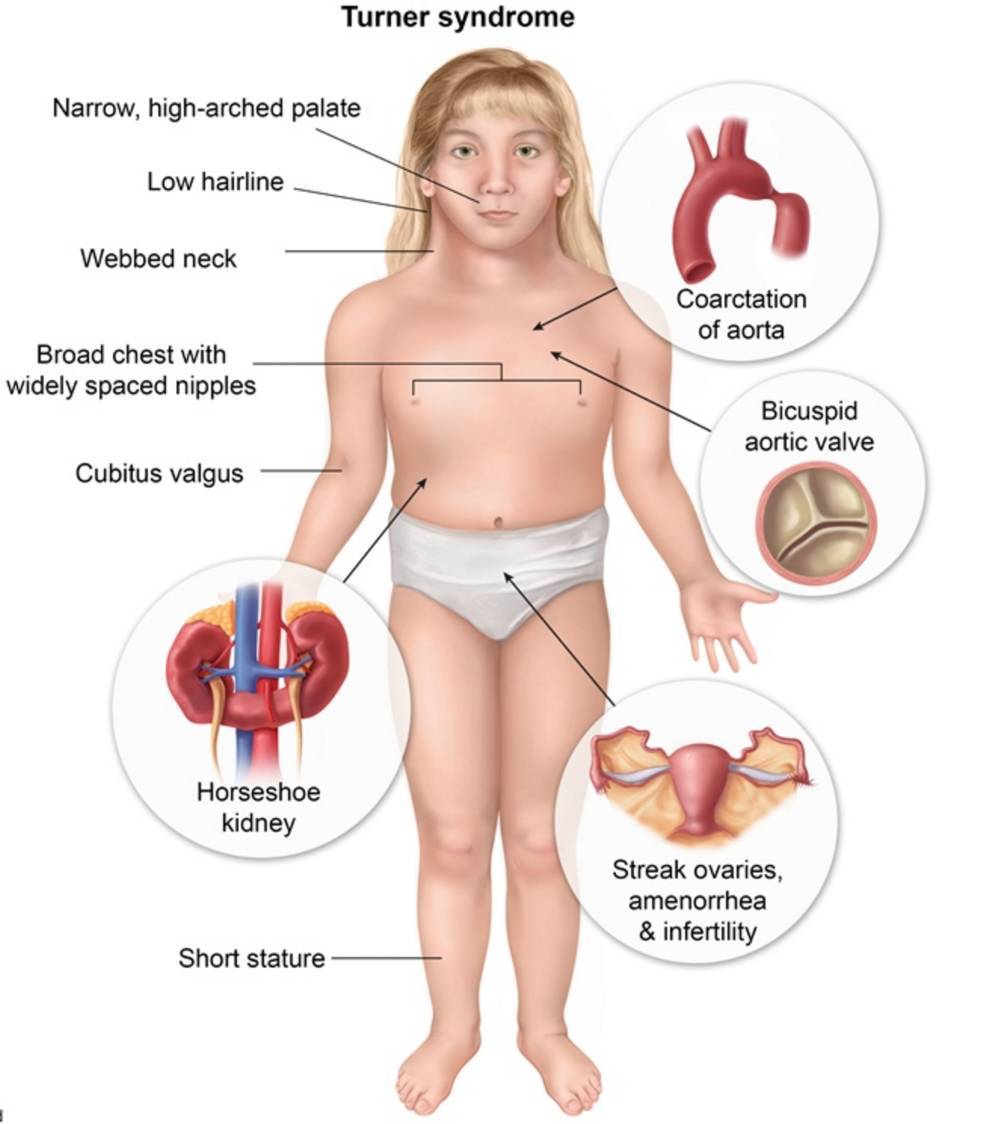 Turner syndrome
Narrow, high-arched palate
Low hairline
Webbed neck
Coarctation
of aorta
Broad chest with
widely spaced nipples
Bicuspid
aortic valve
Cubitus valgus
Horseshoe
kidney
Streak ovaries,
amenorrhea
& infertility
Short stature